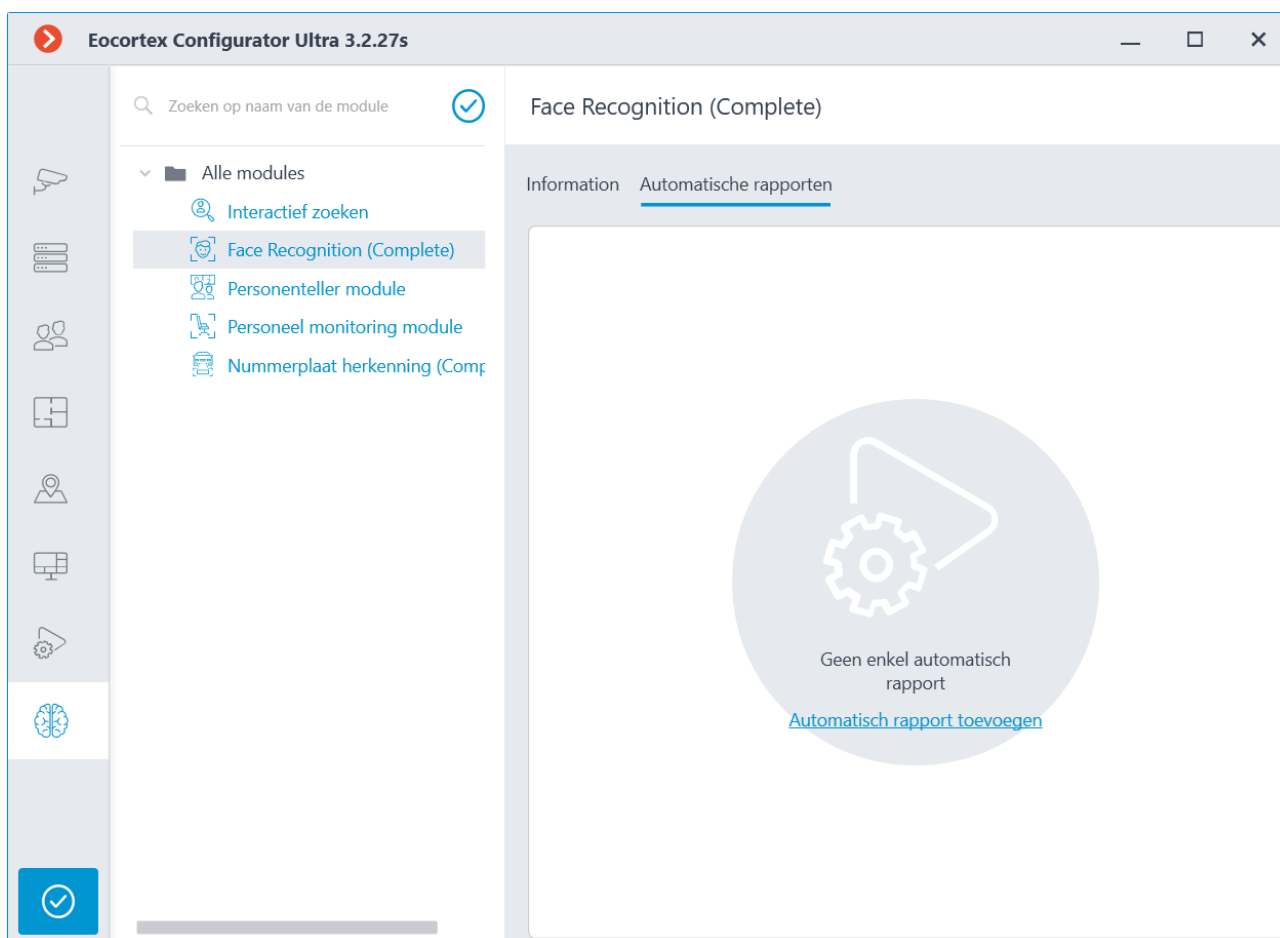 Eocortex Configurator Ultra 3.2.27s
Zoeken op naam van de module
Face Recognition (Complete)
Alle modules
Information Automatische rapporten
Interactief zoeken
Face Recognition (Complete)
Personenteller module
Personeel monitoring module
Nummerplaat herkenning (Comp
Geen enkel automatisch
rapport
Automatisch rapport toevoegen